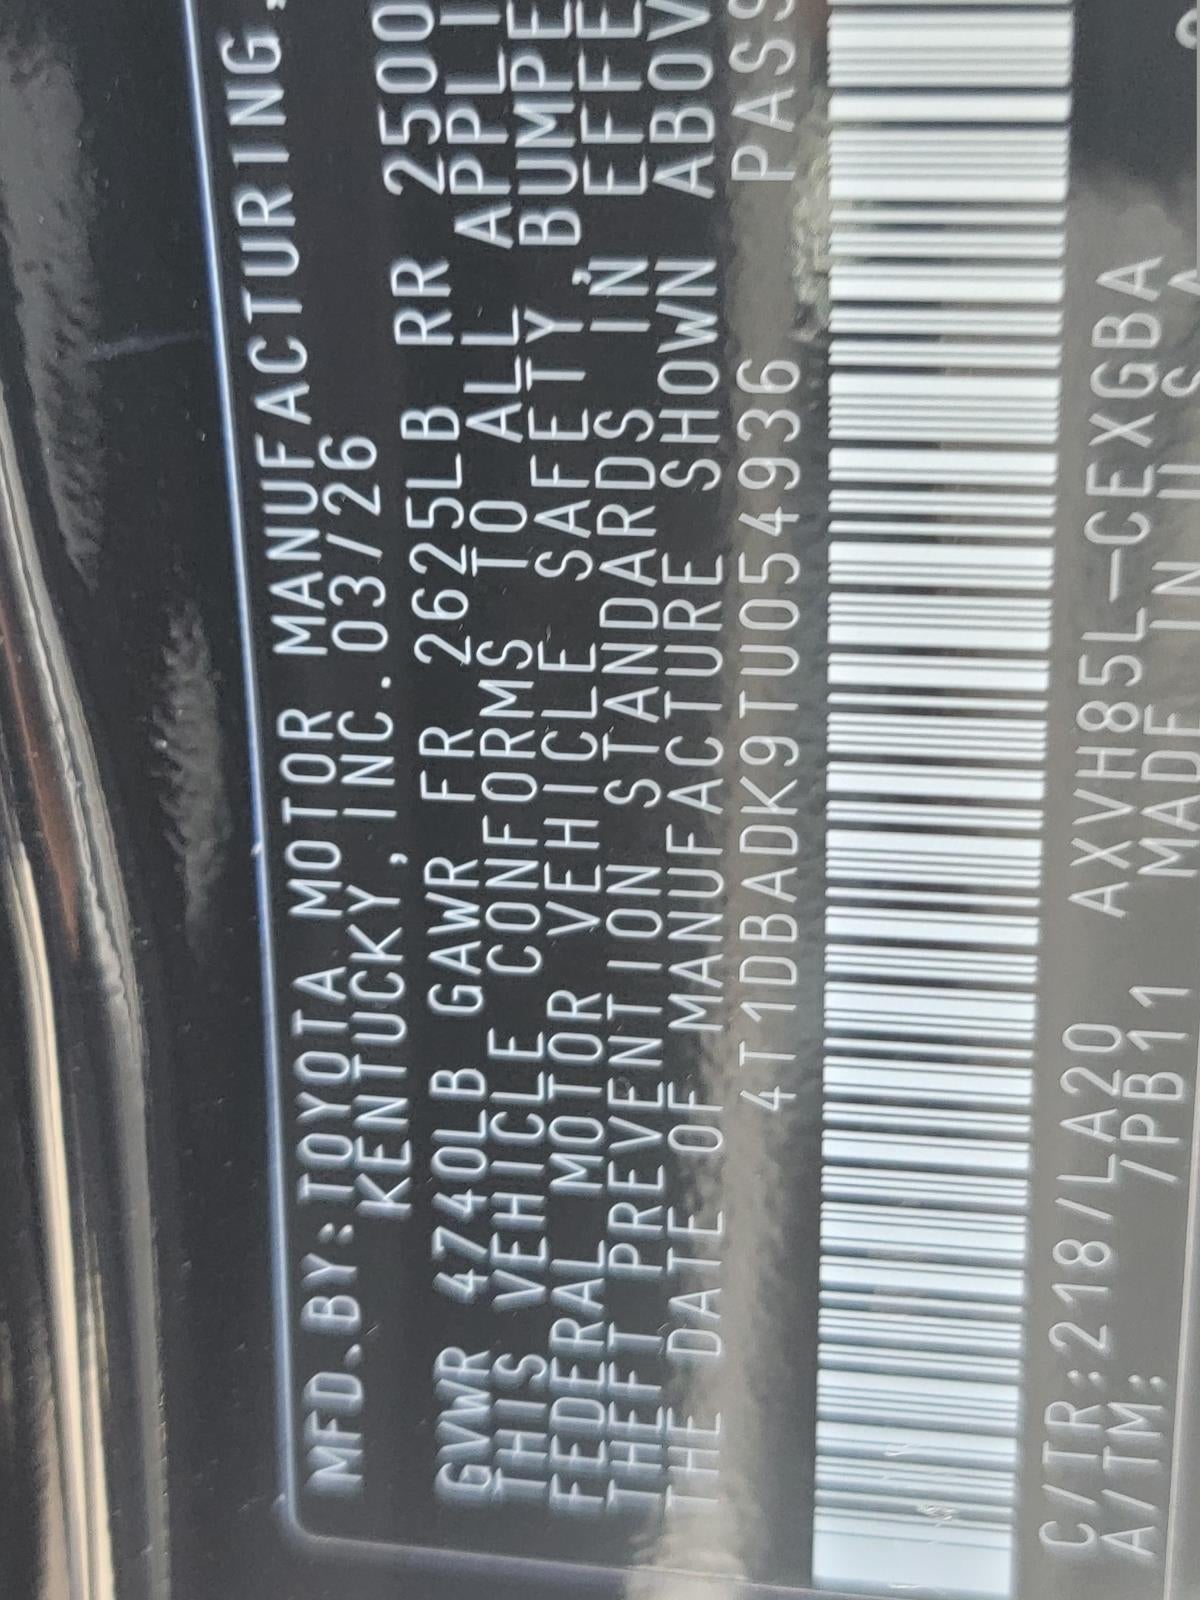 MFD.BY:TOYOTA MOTOR MANUFACTURING,
KENTUCKY,INC. 03/26
GVWR 4740LB GAWR FR 2625LB RR 2500
THIS VEHICLE CONFORMS TO ALL APPLI
FEDERAL MOTOR VEHICLE SAFETY,BUMPE
THEFT PREVENTION STANDARDS IN EFFE
THE DATE OF MANUFACTURE SHOWN ABOV
4T1DBADK9TU054936 PASS
C/TR:218/LA20 AXVH85L-CEXGBA
A/TM: /PB11 MADE IN U.S.A.